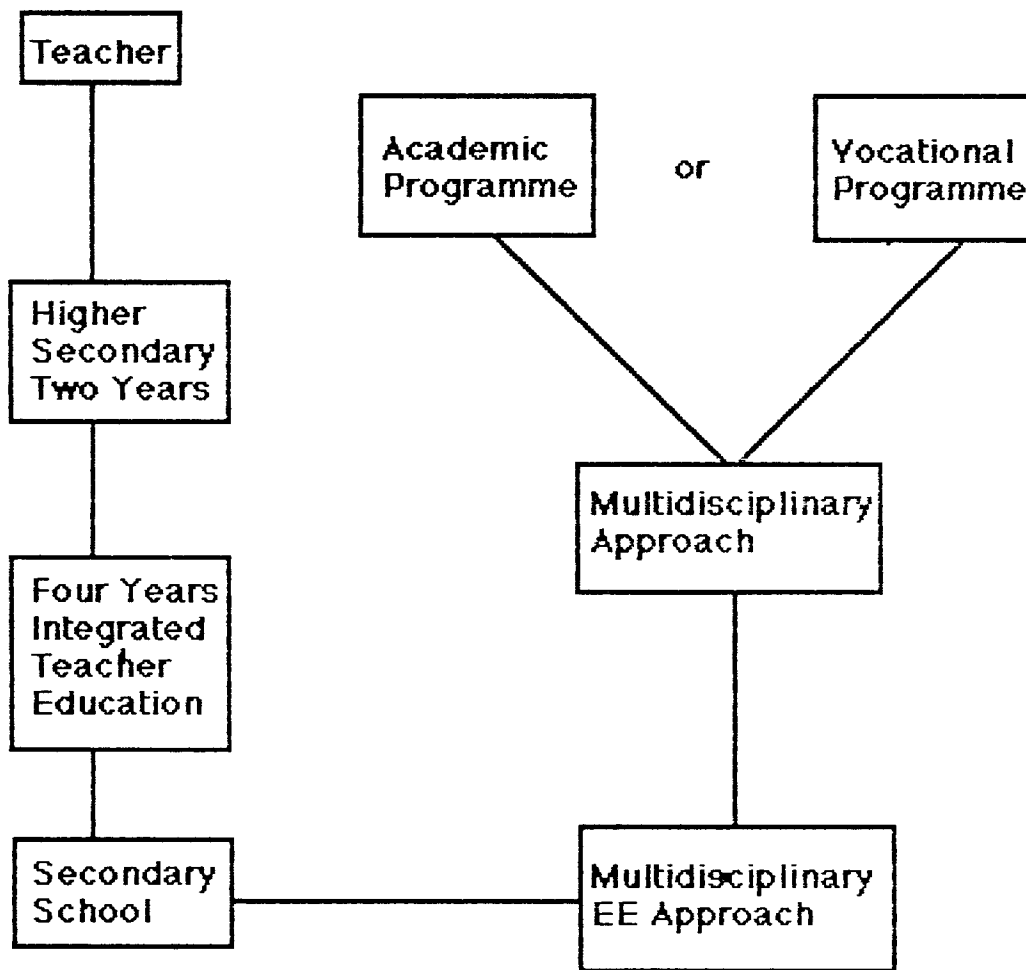 Teacher
Academic
Programme
or
Vocational
Programme
Higher
Secondary
Two Years
Multidisciplinary
Approach
Four Years
Integrated
Teacher
Education
Secondary
School
Multidisciplinary
EE Approach